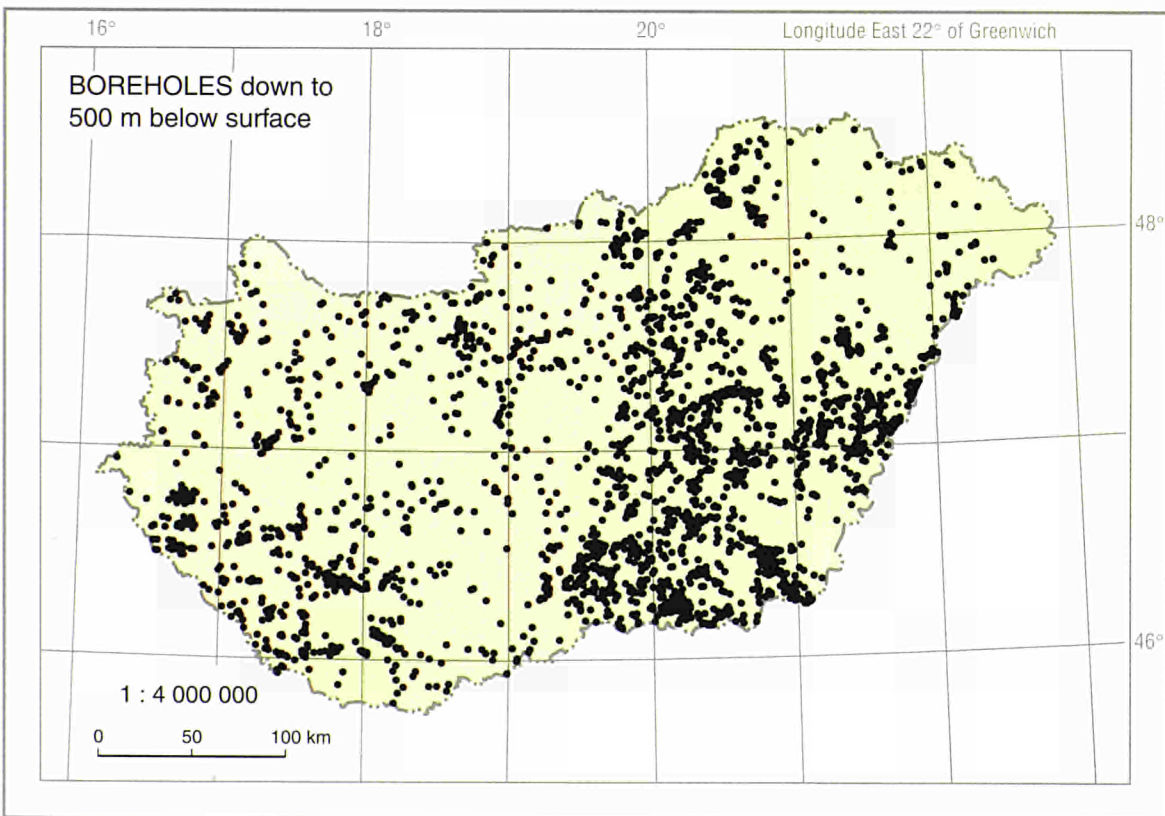 16° 18° 20° Longitude East 22° of Greenwich
BOREHOLES down to
500 m below surface
48°
46°
1 : 4 000 000
0 50 100 km